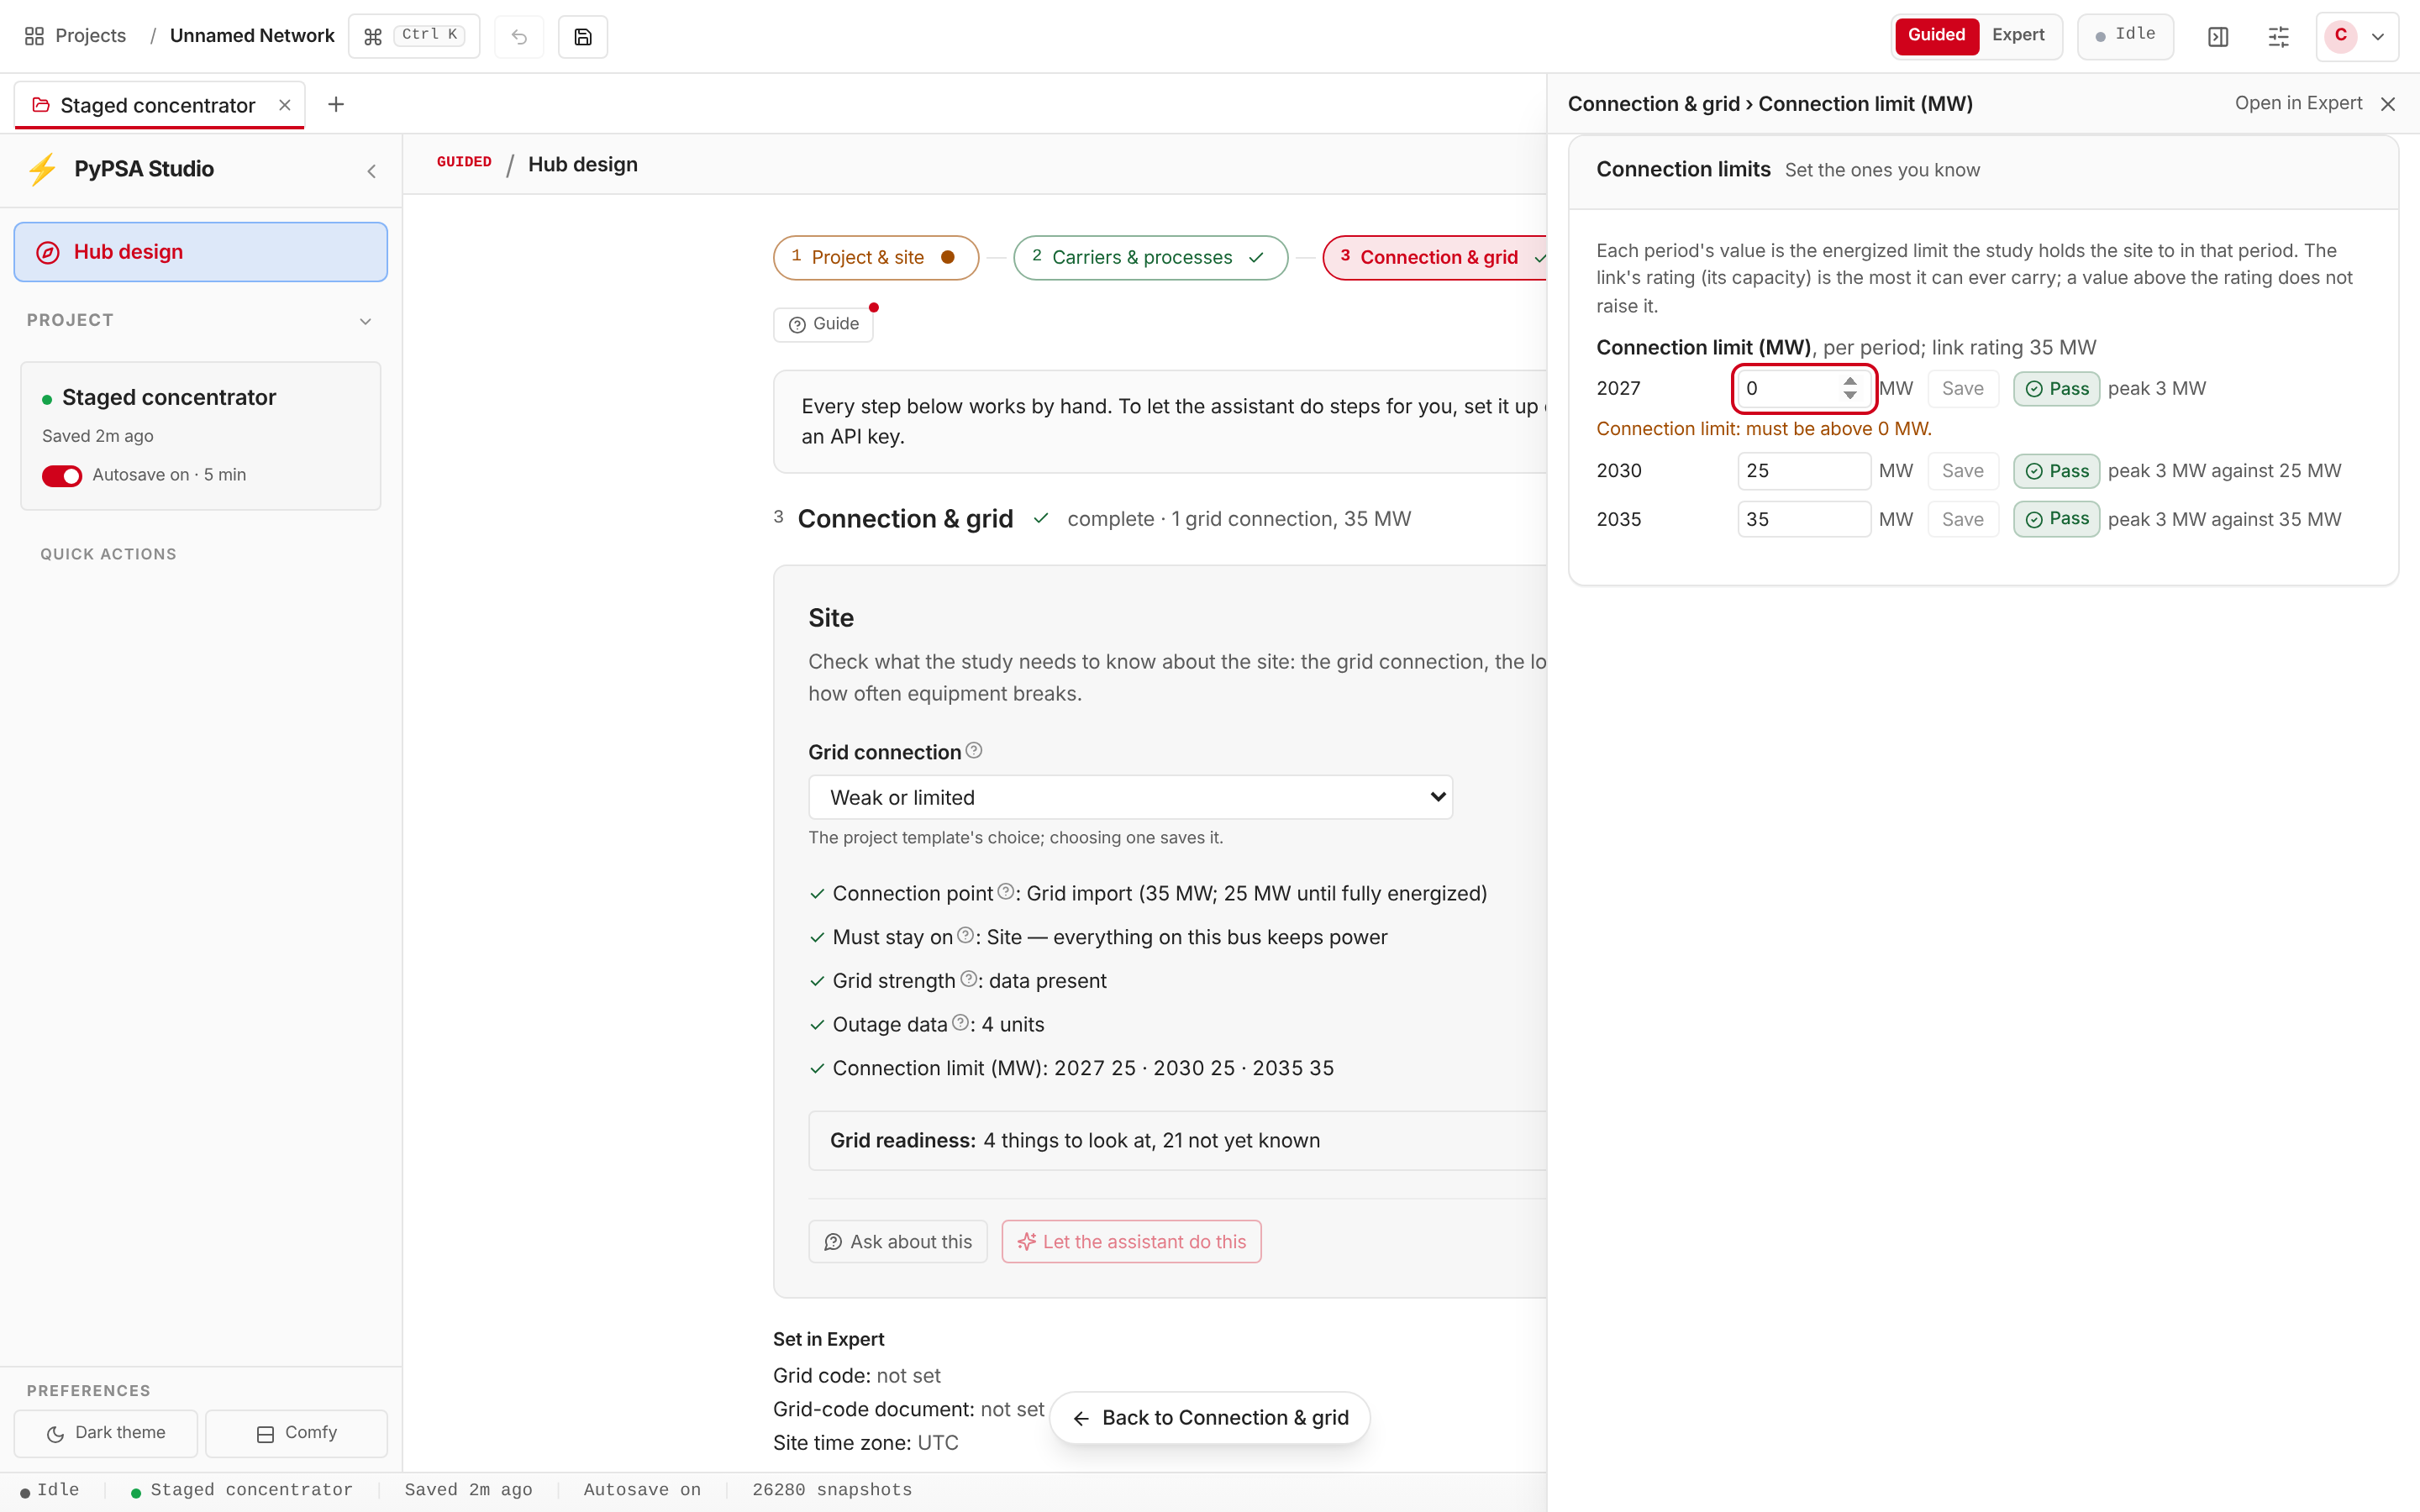 Projects / Unnamed Network ⌘ Ctrl K
Guided Expert Idle C
Staged concentrator
Connection & grid › Connection limit (MW) Open in Expert
PyPSA Studio
Hub design
PROJECT
Staged concentrator
Saved 2m ago
Autosave on · 5 min
QUICK ACTIONS
PREFERENCES
Dark theme Comfy
GUIDED / Hub design
1 Project & site
2 Carriers & processes
3 Connection & grid
Guide
Every step below works by hand. To let the assistant do steps for you, set it up
an API key.
3 Connection & grid complete · 1 grid connection, 35 MW
Site
Check what the study needs to know about the site: the grid connection, the lo
how often equipment breaks.
Grid connection
Weak or limited
The project template's choice; choosing one saves it.
Connection point : Grid import (35 MW; 25 MW until fully energized)
Must stay on : Site — everything on this bus keeps power
Grid strength : data present
Outage data : 4 units
Connection limit (MW): 2027 25 · 2030 25 · 2035 35
Grid readiness: 4 things to look at, 21 not yet known
Ask about this Let the assistant do this
Set in Expert
Grid code: not set
Grid-code document: not set
Site time zone: UTC
← Back to Connection & grid
Connection limits Set the ones you know
Each period's value is the energized limit the study holds the site to in that period. The
link's rating (its capacity) is the most it can ever carry; a value above the rating does not
raise it.
Connection limit (MW), per period; link rating 35 MW
2027 0 MW Save Pass peak 3 MW
Connection limit: must be above 0 MW.
2030 25 MW Save Pass peak 3 MW against 25 MW
2035 35 MW Save Pass peak 3 MW against 35 MW
Idle Staged concentrator Saved 2m ago Autosave on 26280 snapshots